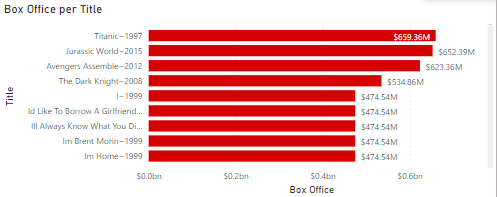 Box Office per Title
Titanic~1997 $659.36M
Jurassic World~2015 $652.39M
Avengers Assemble~2012 $623.36M
The Dark Knight~2008 $534.86M
I~1999 $474.54M
Id Like To Borrow A Girlfriend... $474.54M
Ill Always Know What You Di... $474.54M
Im Brent Morin~1999 $474.54M
Im Home~1999 $474.54M
Title
$0.0bn $0.2bn $0.4bn $0.6bn
Box Office